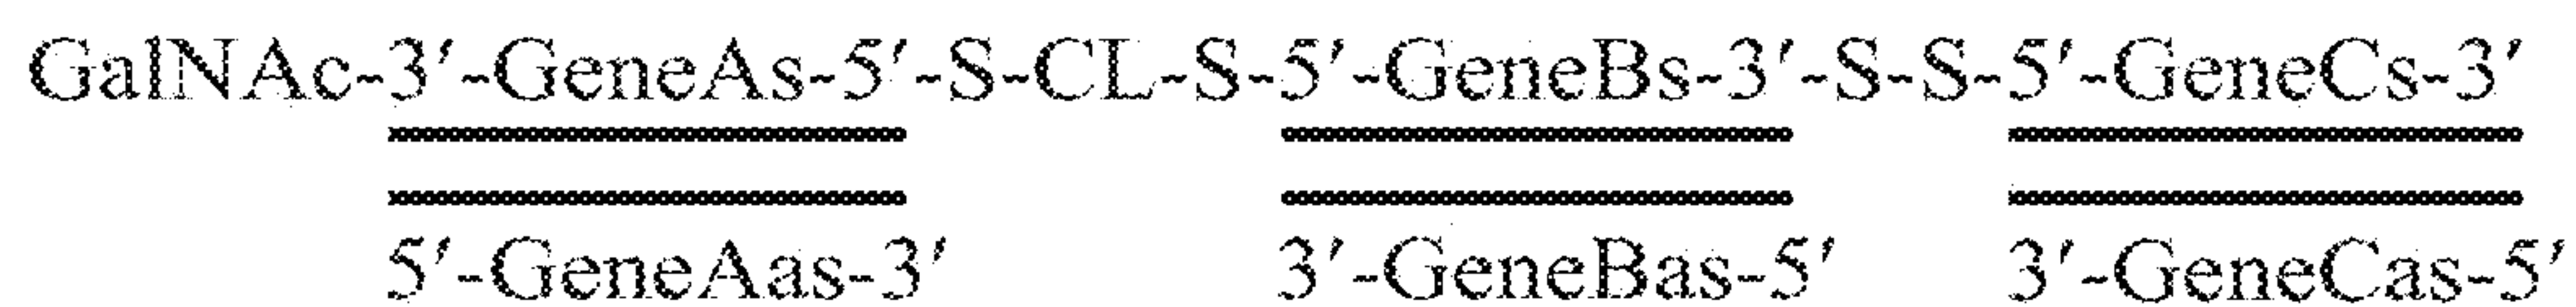 GalNAc-3′-GeneAs-5′-S-CL-S-5′-GeneBs-3′-S-S-5′-GeneCs-3′
5′-GeneAas-3′ 3′-GeneBas-5′ 3′-GeneCas-5′